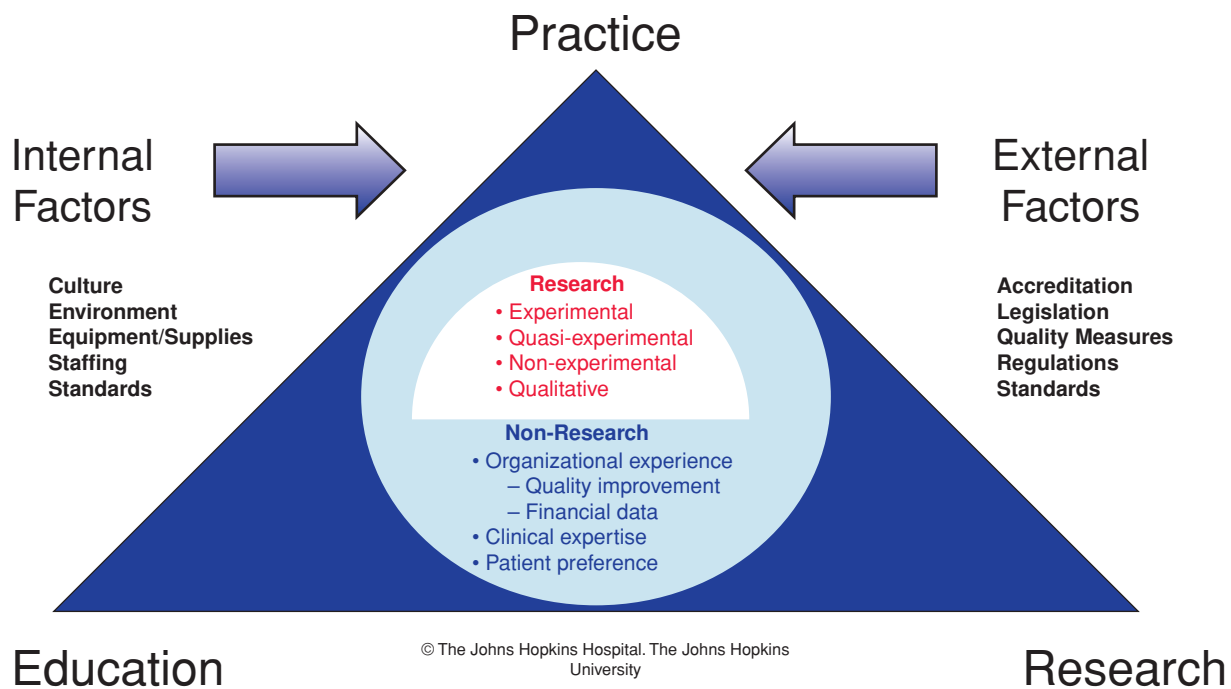 Practice
Internal
Factors
External
Factors
Culture
Environment
Equipment/Supplies
Staffing
Standards
Research
• Experimental
• Quasi-experimental
• Non-experimental
• Qualitative
Non-Research
• Organizational experience
– Quality improvement
– Financial data
• Clinical expertise
• Patient preference
Accreditation
Legislation
Quality Measures
Regulations
Standards
Education
© The Johns Hopkins Hospital. The Johns Hopkins
University
Research